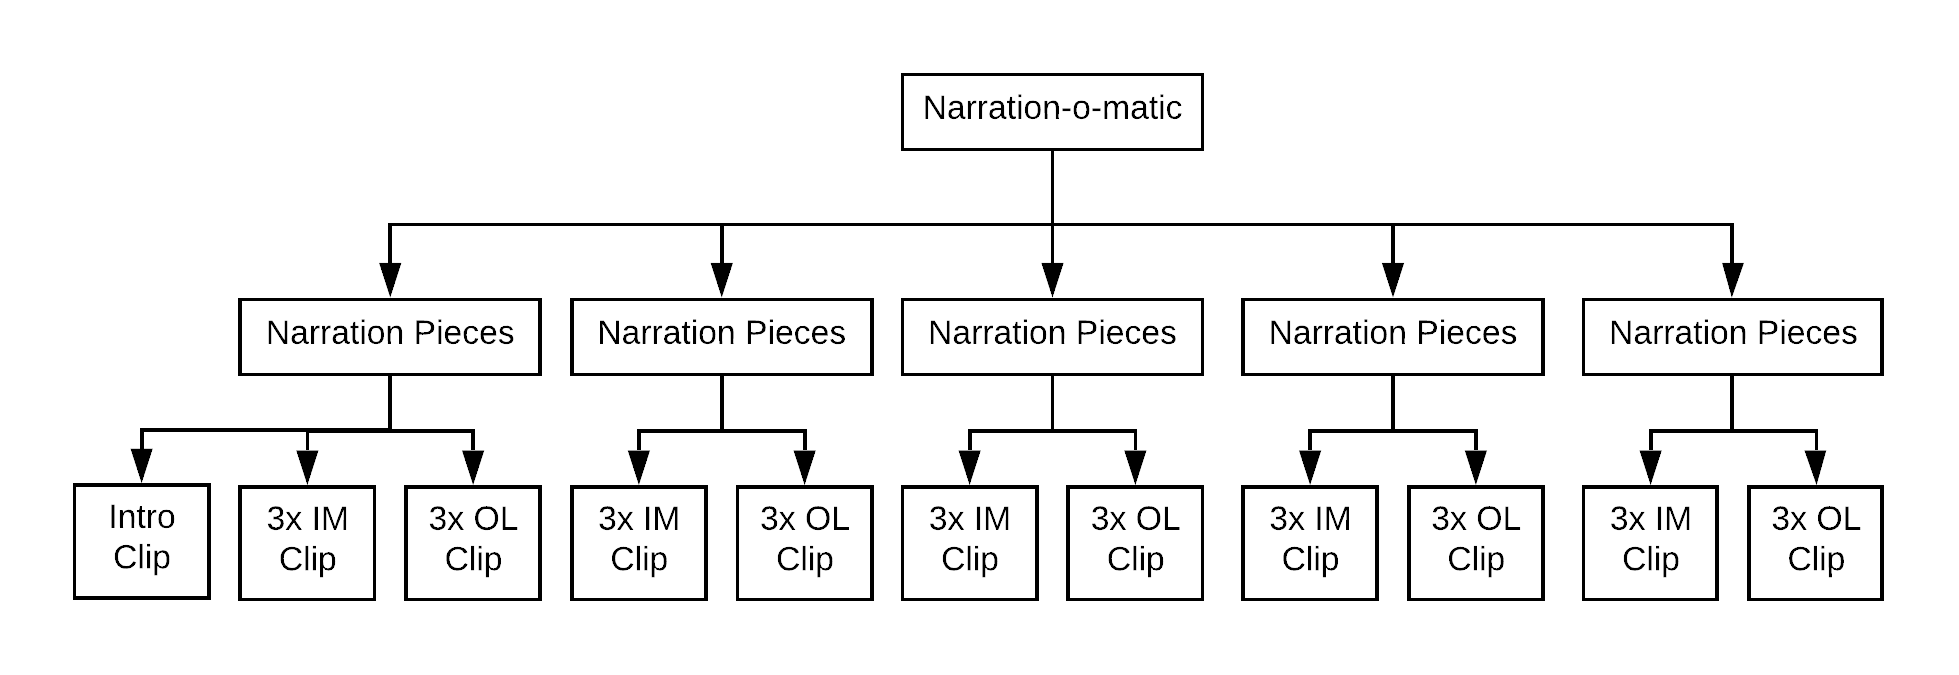 Narration-o-matic
Narration Pieces
Narration Pieces
Narration Pieces
Narration Pieces
Narration Pieces
Intro
Clip
3x IM
Clip
3x OL
Clip
3x IM
Clip
3x OL
Clip
3x IM
Clip
3x OL
Clip
3x IM
Clip
3x OL
Clip
3x IM
Clip
3x OL
Clip